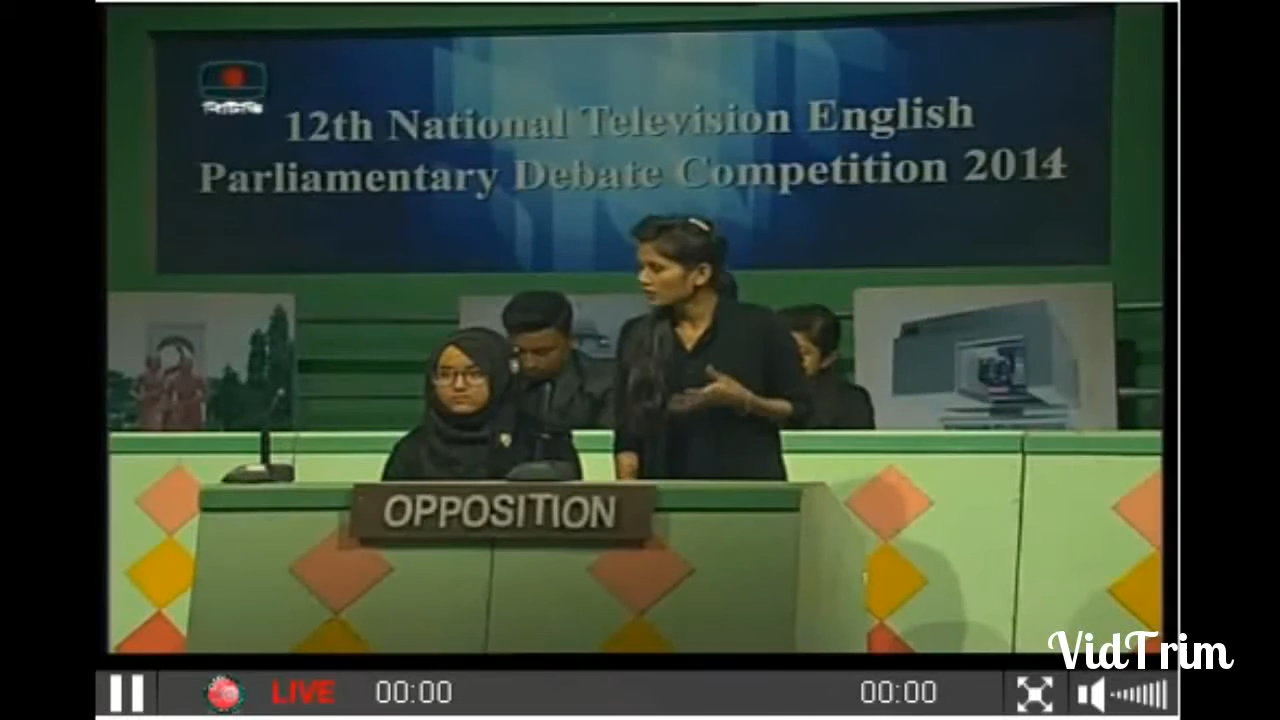 বিটিভি
12th National Television English
Parliamentary Debate Competition 2014
OPPOSITION
VidTrim
LIVE
00:00
00:00